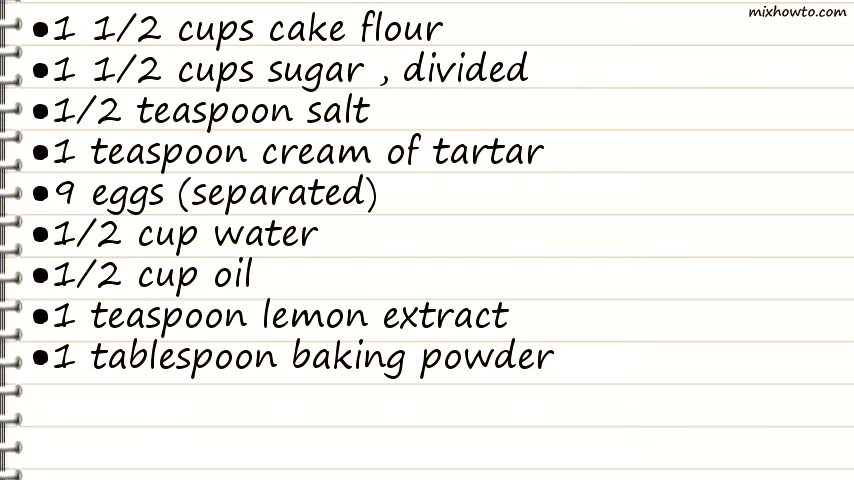 mixhowto.com
●1 1/2 cups cake flour
●1 1/2 cups sugar , divided
●1/2 teaspoon salt
●1 teaspoon cream of tartar
●9 eggs (separated)
●1/2 cup water
●1/2 cup oil
●1 teaspoon lemon extract
●1 tablespoon baking powder